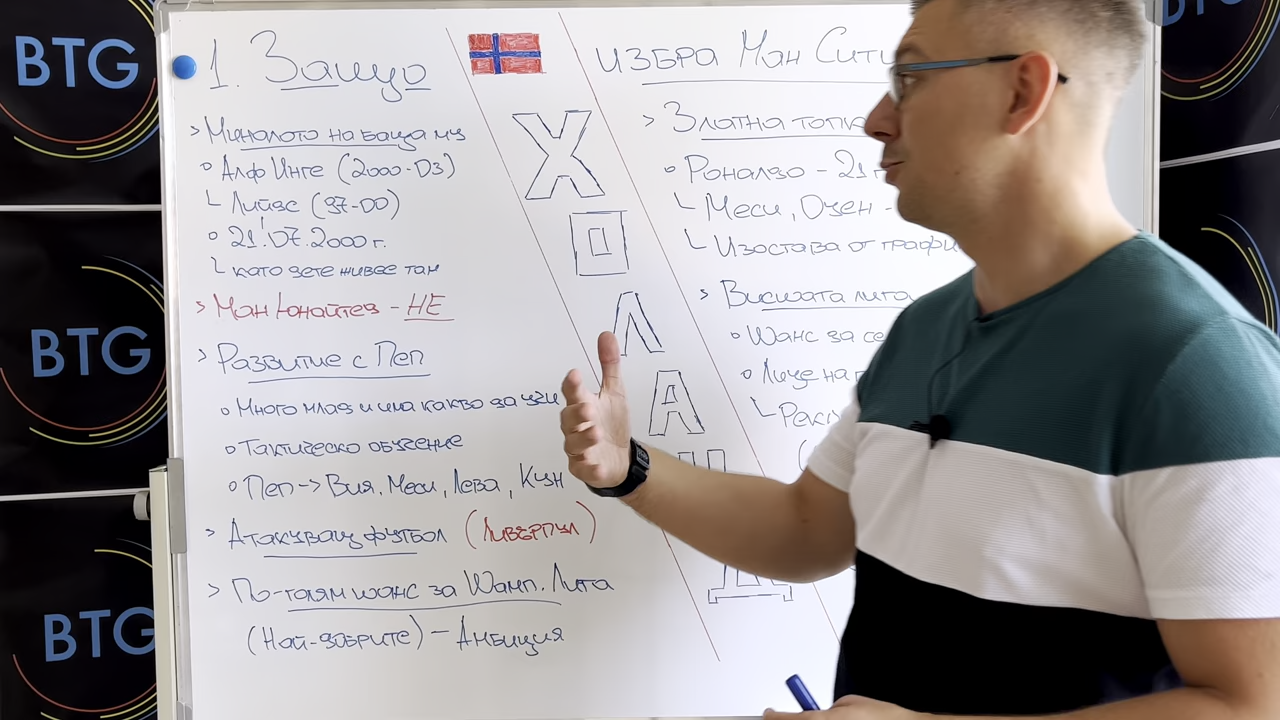 BTG
BTG
BTG
BTG
1. Защо
> Миналото на баща му
o Алф Инге (2000-03)
└ Лийдс (97-00)
o 21.07.2000 г.
└ като дете живее там
> Ман Юнайтед - НЕ
> Развитие с Пеп
o Много млад и има какво да учи
o Тактическо обучение
o Пеп -> Вия, Меси, Лева, Кун
> Атакуващ футбол (Ливърпул)
> По-голям шанс за Шамп. Лига
(Най-добрите) - Амбиция
Х
О
Л
А
Н
Д
ИЗБРА Ман Сити
> Златна топка
o Роналдо - 21
└ Меси, Оуен -
└ Изостава от
> Висшата лига
o Шанс за
o Лице на